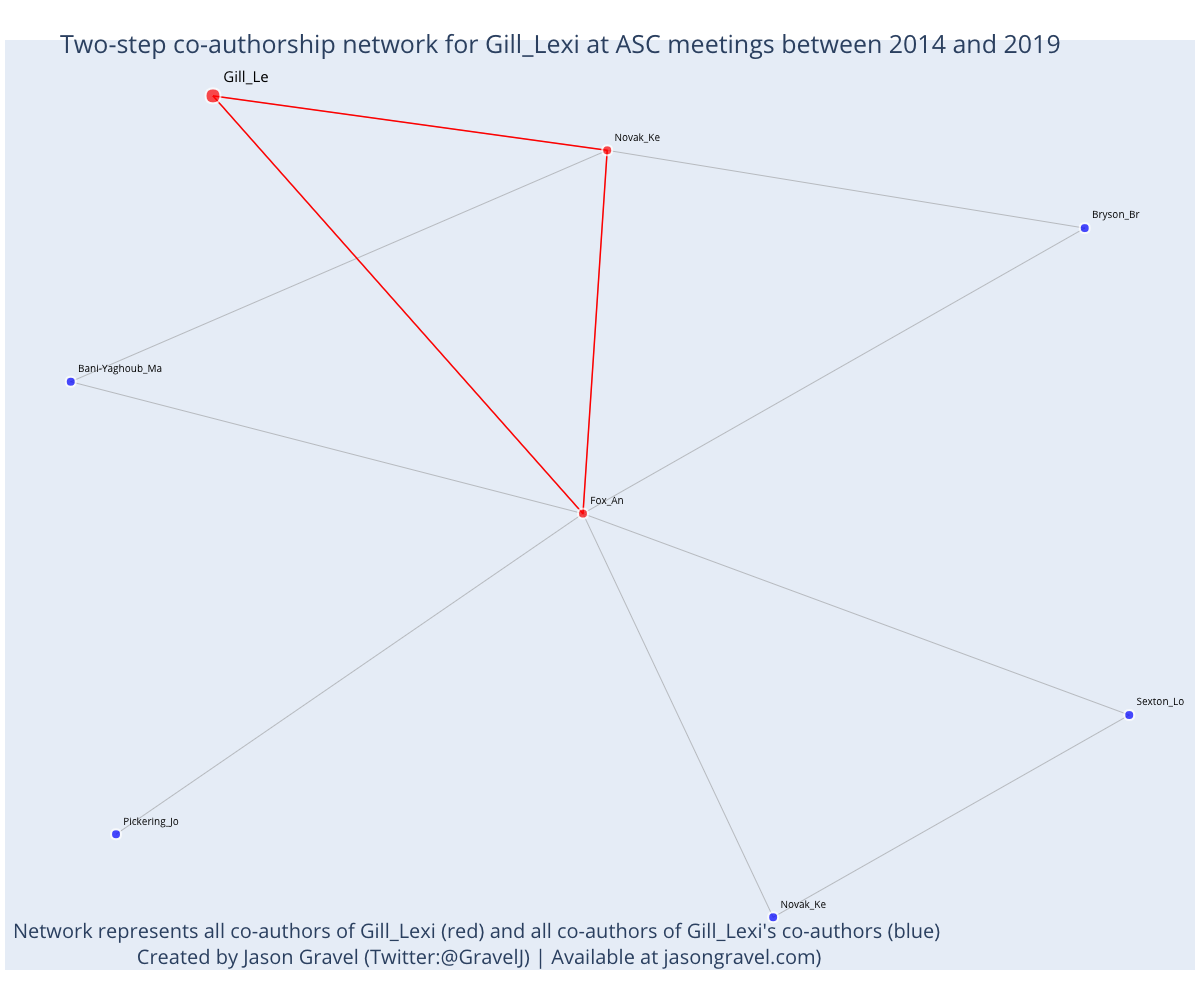 Two-step co-authorship network for Gill_Lexi at ASC meetings between 2014 and 2019
Gill_Le
Novak_Ke
Bryson_Br
Bani-Yaghoub_Ma
Fox_An
Sexton_Lo
Pickering_Jo
Novak_Ke
Network represents all co-authors of Gill_Lexi (red) and all co-authors of Gill_Lexi's co-authors (blue)
Created by Jason Gravel (Twitter:@GravelJ) | Available at jasongravel.com)